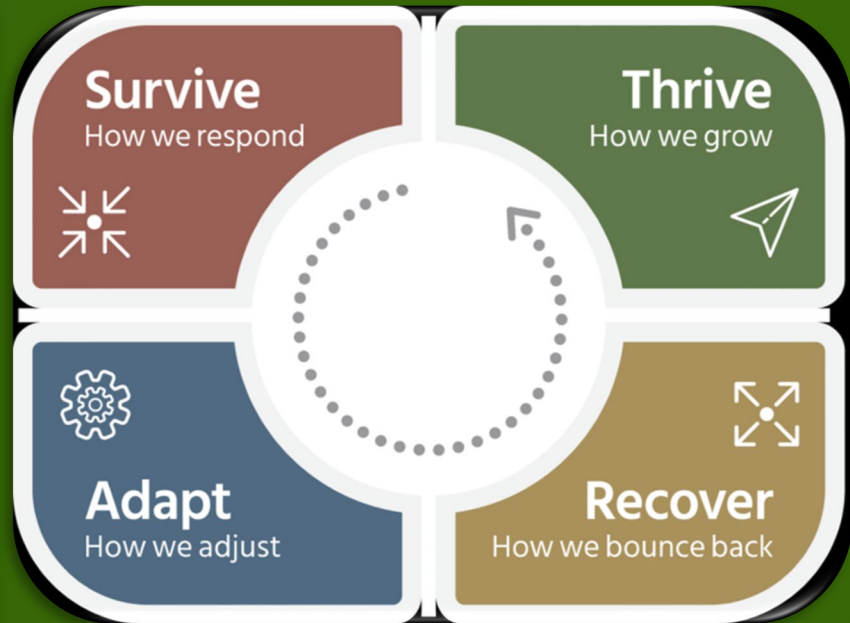 Survive
How we respond
Thrive
How we grow
Adapt
How we adjust
Recover
How we bounce back